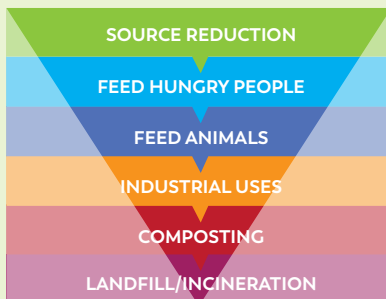 SOURCE REDUCTION
FEED HUNGRY PEOPLE
FEED ANIMALS
INDUSTRIAL USES
COMPOSTING
LANDFILL/INCINERATION